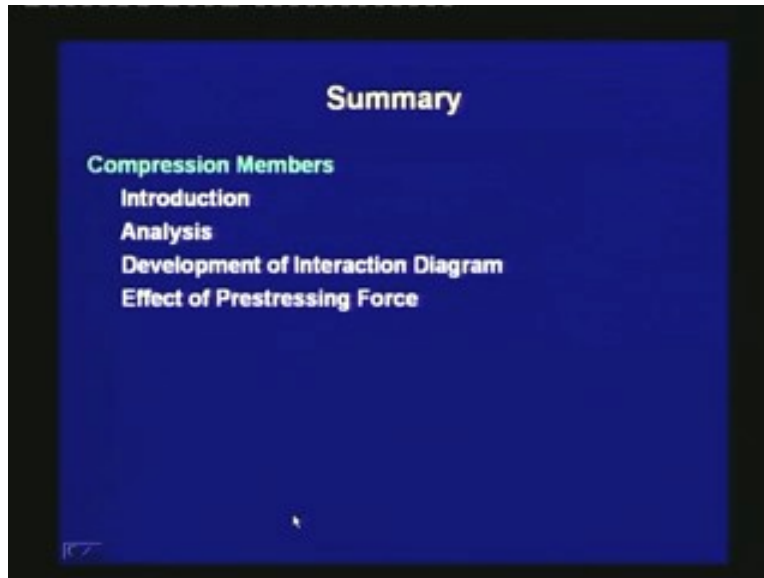 Summary
Compression Members
Introduction
Analysis
Development of Interaction Diagram
Effect of Prestressing Force